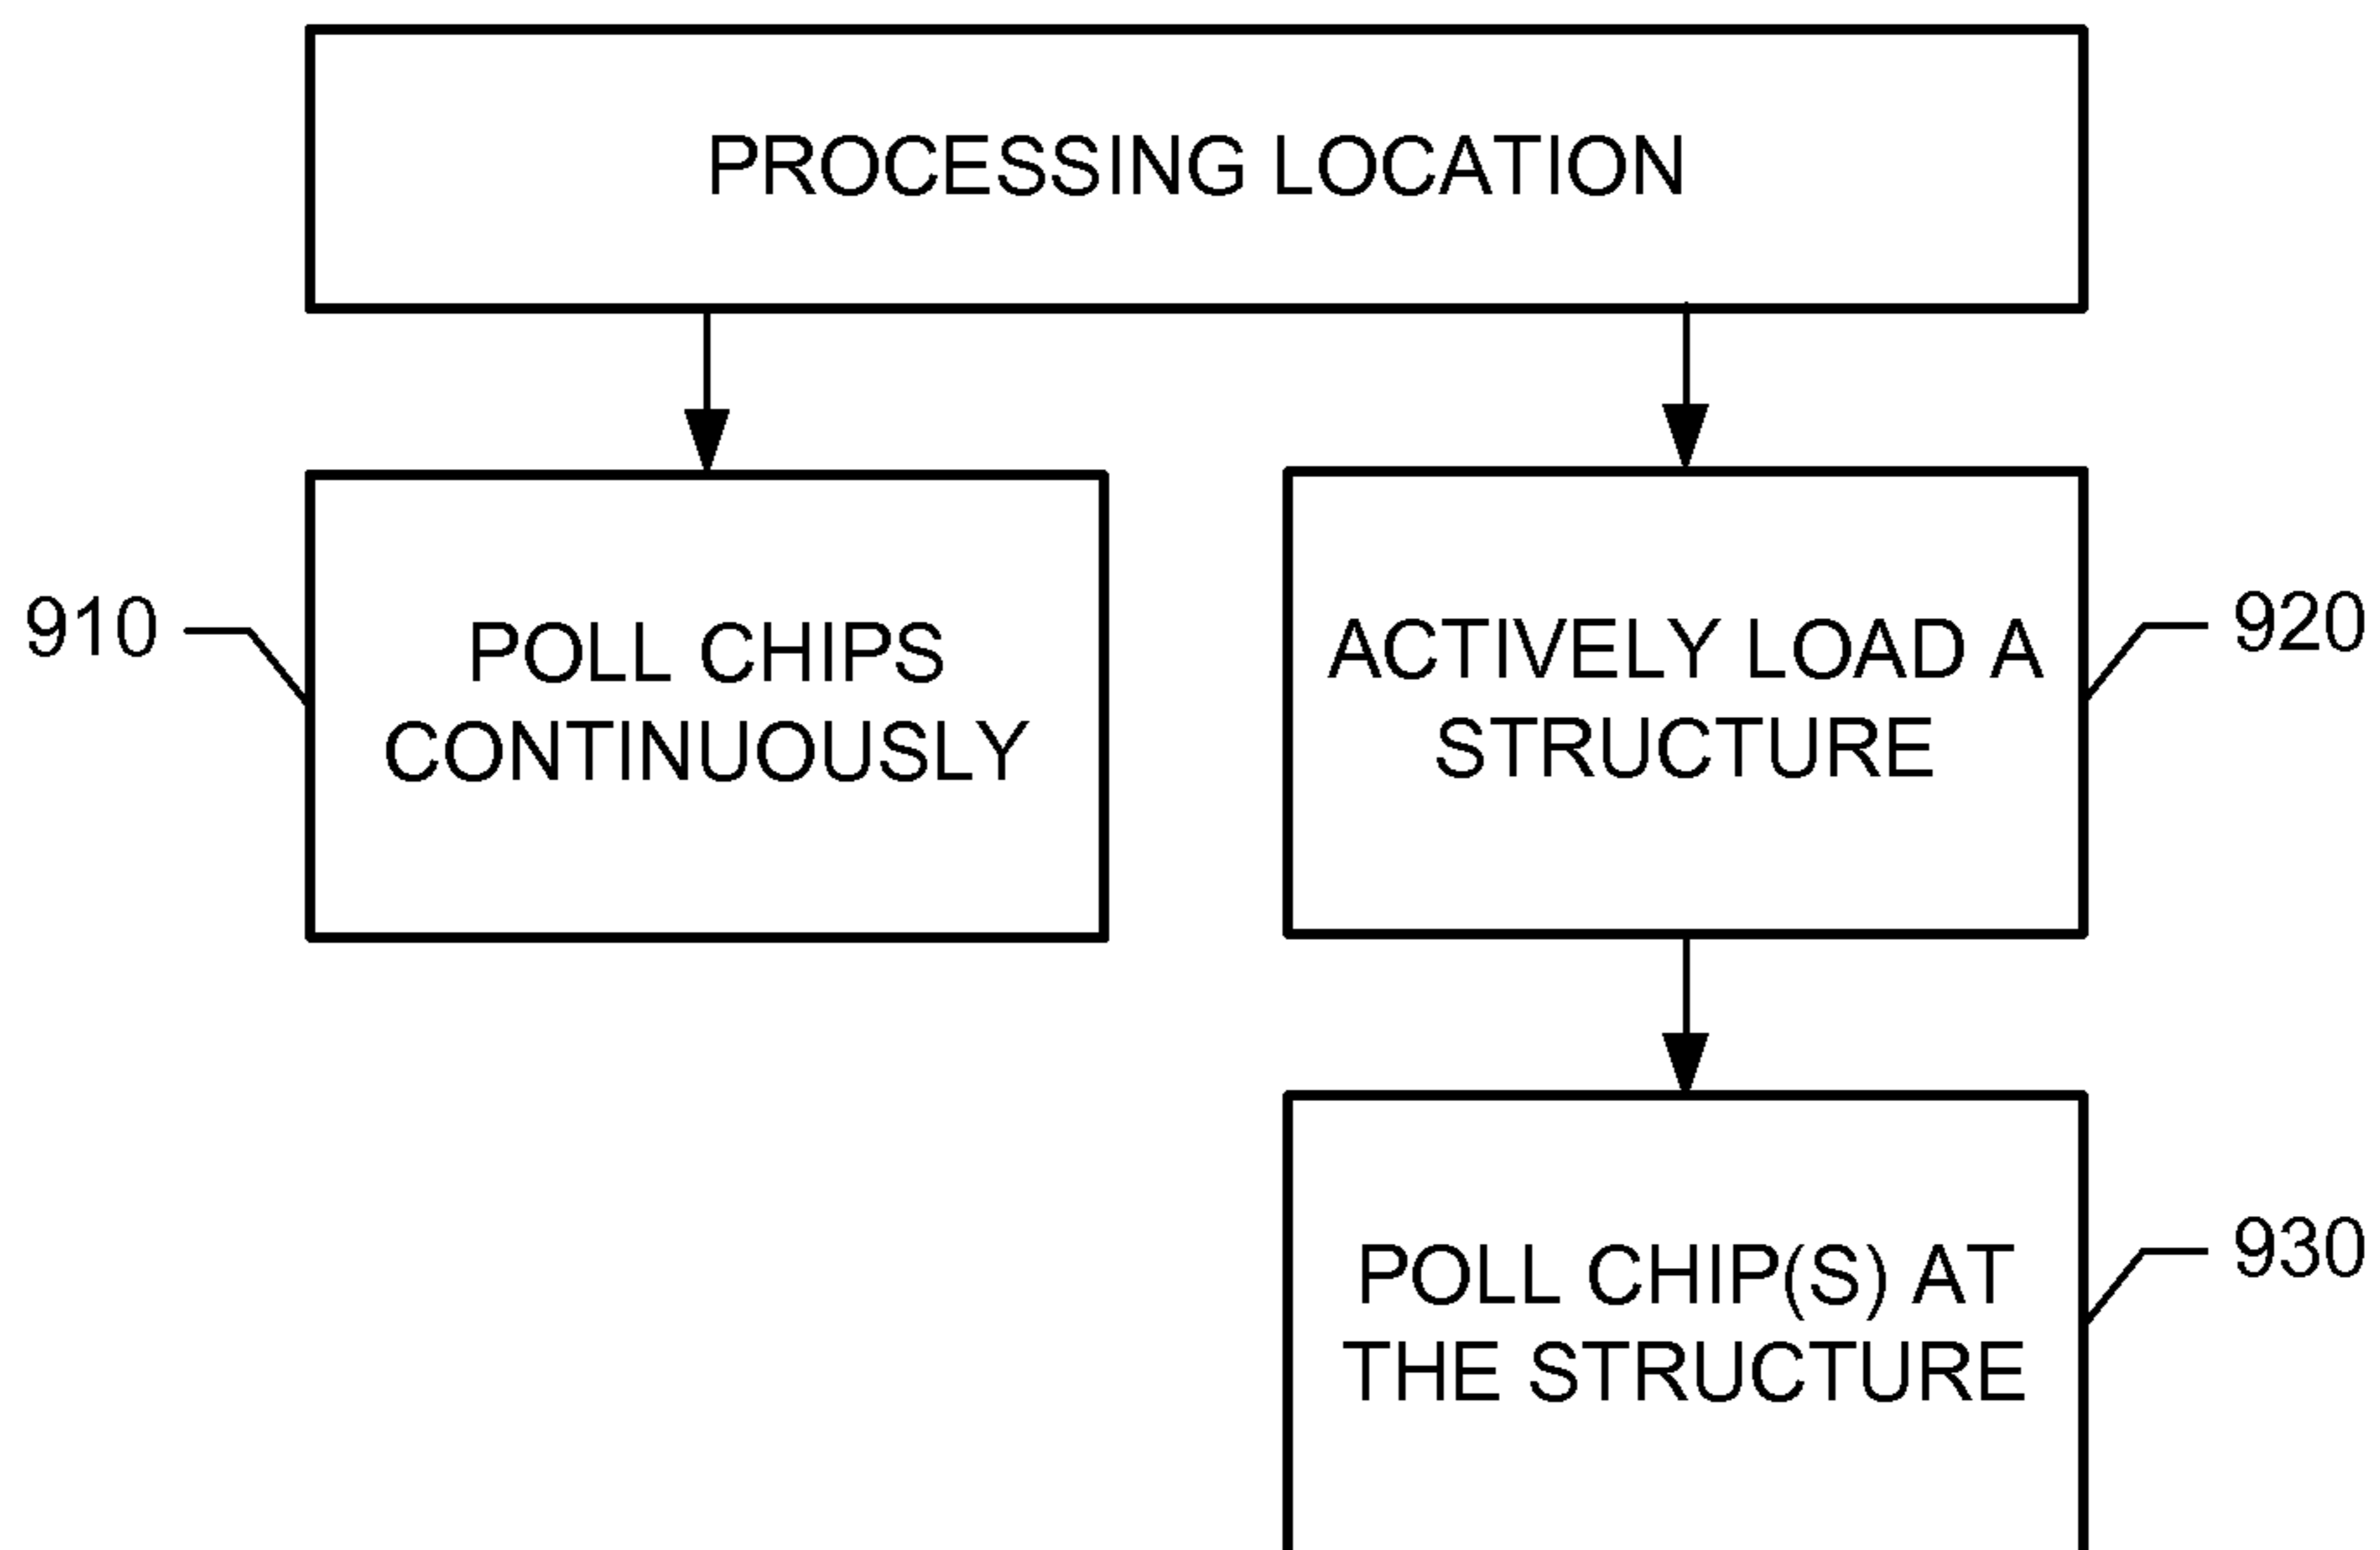 PROCESSING LOCATION
910
POLL CHIPS
CONTINUOUSLY
ACTIVELY LOAD A
STRUCTURE
920
POLL CHIP(S) AT
THE STRUCTURE
930